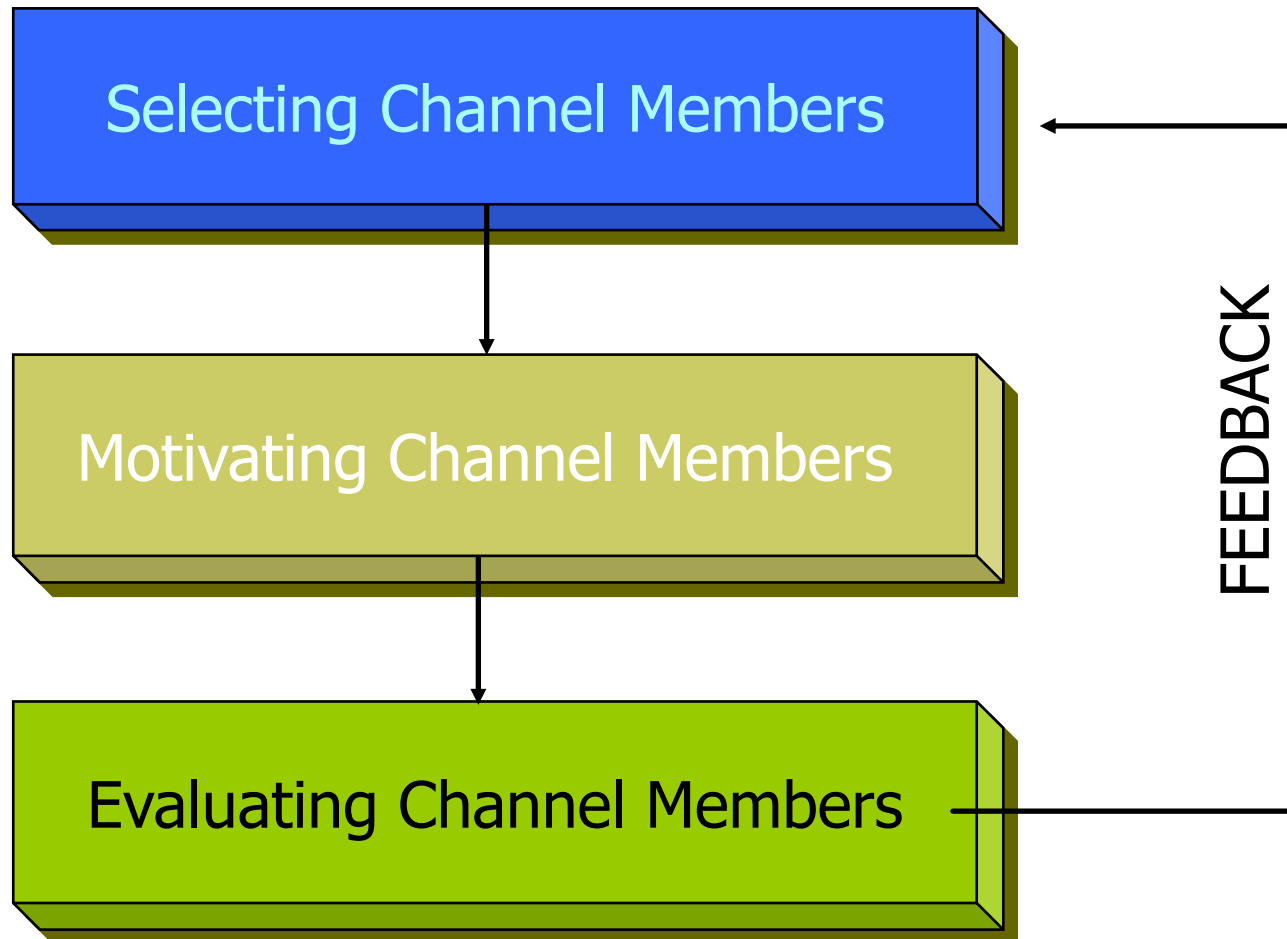 Selecting Channel Members
Motivating Channel Members
Evaluating Channel Members
FEEDBACK